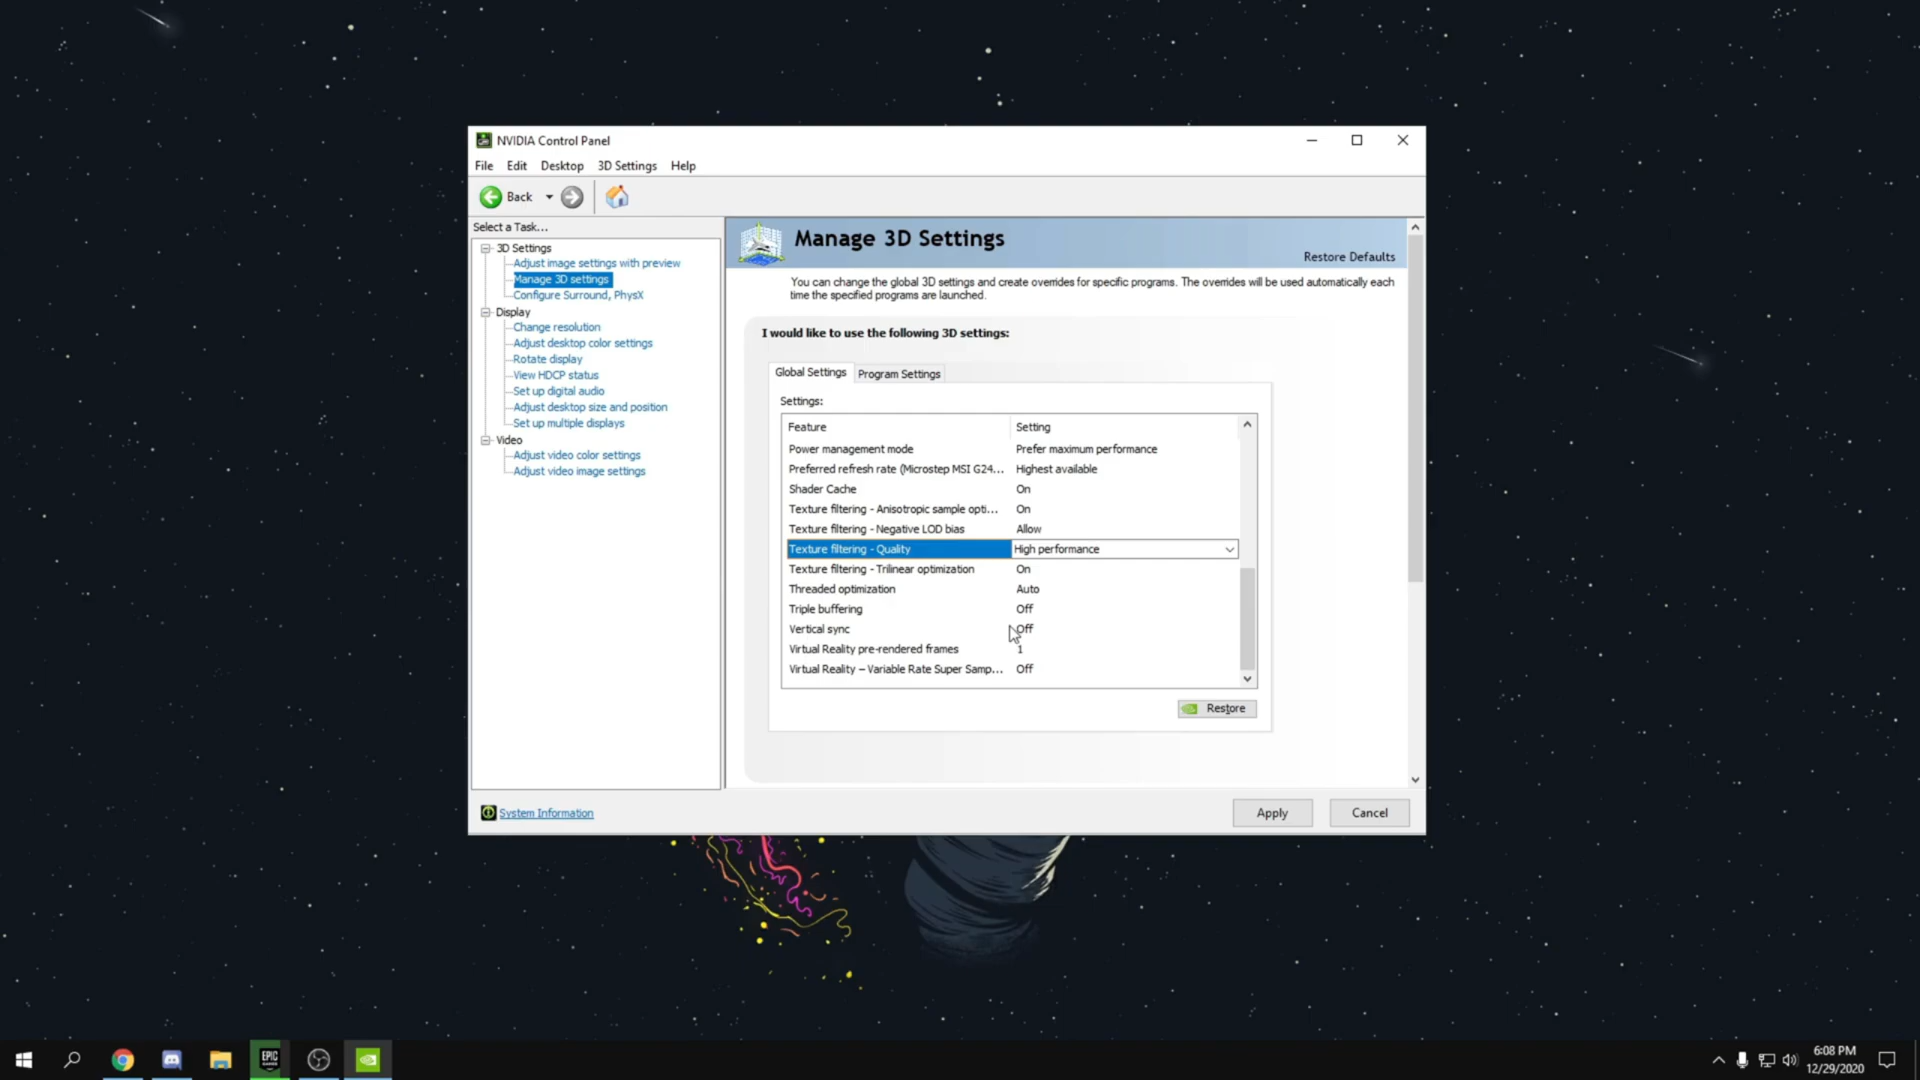 NVIDIA Control Panel
File Edit Desktop 3D Settings Help
Back
Select a Task...
3D Settings
Adjust image settings with preview
Manage 3D settings
Configure Surround, PhysX
Display
Change resolution
Adjust desktop color settings
Rotate display
View HDCP status
Set up digital audio
Adjust desktop size and position
Set up multiple displays
Video
Adjust video color settings
Adjust video image settings
Manage 3D Settings
Restore Defaults
You can change the global 3D settings and create overrides for specific programs. The overrides will be used automatically each
time the specified programs are launched.
I would like to use the following 3D settings:
Global Settings Program Settings
Settings:
Feature Setting
Power management mode Prefer maximum performance
Preferred refresh rate (Microstep MSI G24... Highest available
Shader Cache On
Texture filtering - Anisotropic sample opti... On
Texture filtering - Negative LOD bias Allow
Texture filtering - Quality High performance
Texture filtering - Trilinear optimization On
Threaded optimization Auto
Triple buffering Off
Vertical sync Off
Virtual Reality pre-rendered frames 1
Virtual Reality – Variable Rate Super Samp... Off
Restore
System Information
Apply Cancel
EPIC
GAMES
6:08 PM
12/29/2020